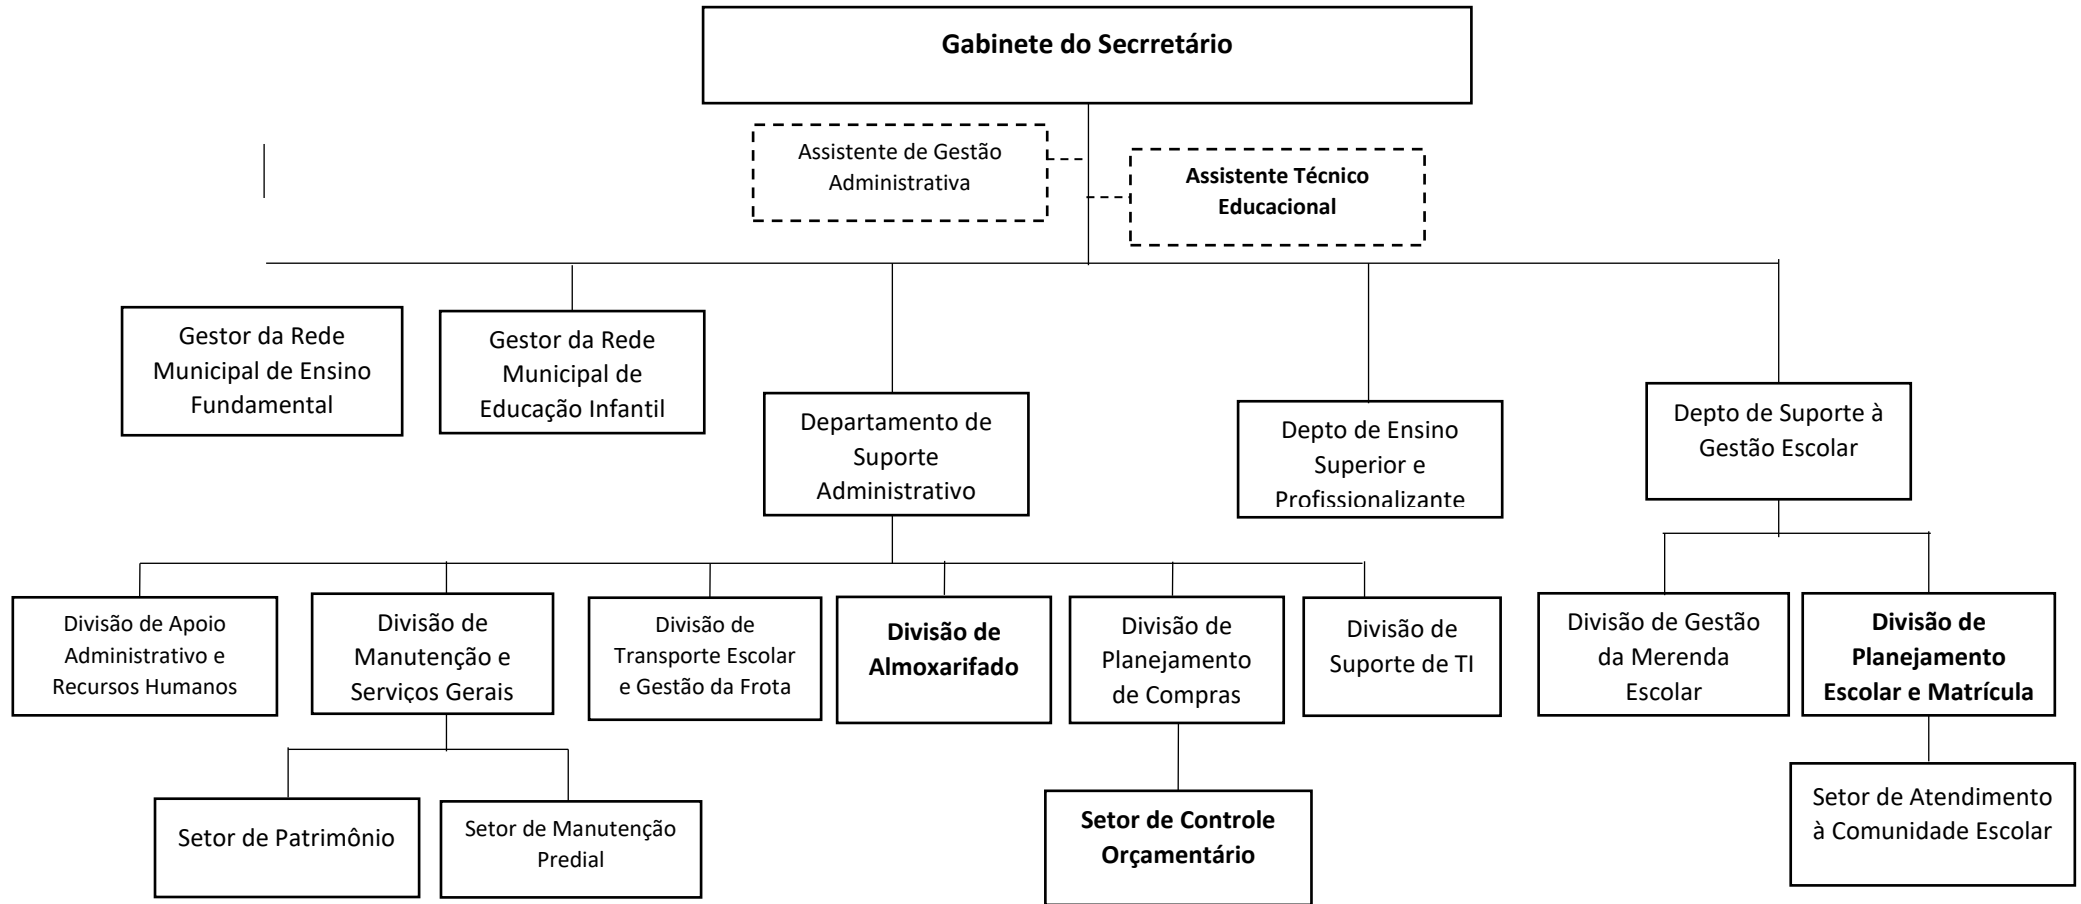 Gabinete do Secrretário
Assistente de Gestão
Administrativa
Assistente Técnico
Educacional
Gestor da Rede
Municipal de Ensino
Fundamental
Gestor da Rede
Municipal de
Educação Infantil
Departamento de
Suporte
Administrativo
Depto de Ensino
Superior e
Profissionalizante
Depto de Suporte à
Gestão Escolar
Divisão de Apoio
Administrativo e
Recursos Humanos
Divisão de
Manutenção e
Serviços Gerais
Divisão de
Transporte Escolar
e Gestão da Frota
Divisão de
Almoxarifado
Divisão de
Planejamento
de Compras
Divisão de
Suporte de TI
Divisão de Gestão
da Merenda
Escolar
Divisão de
Planejamento
Escolar e Matrícula
Setor de Patrimônio
Setor de Manutenção
Predial
Setor de Controle
Orçamentário
Setor de Atendimento
à Comunidade Escolar